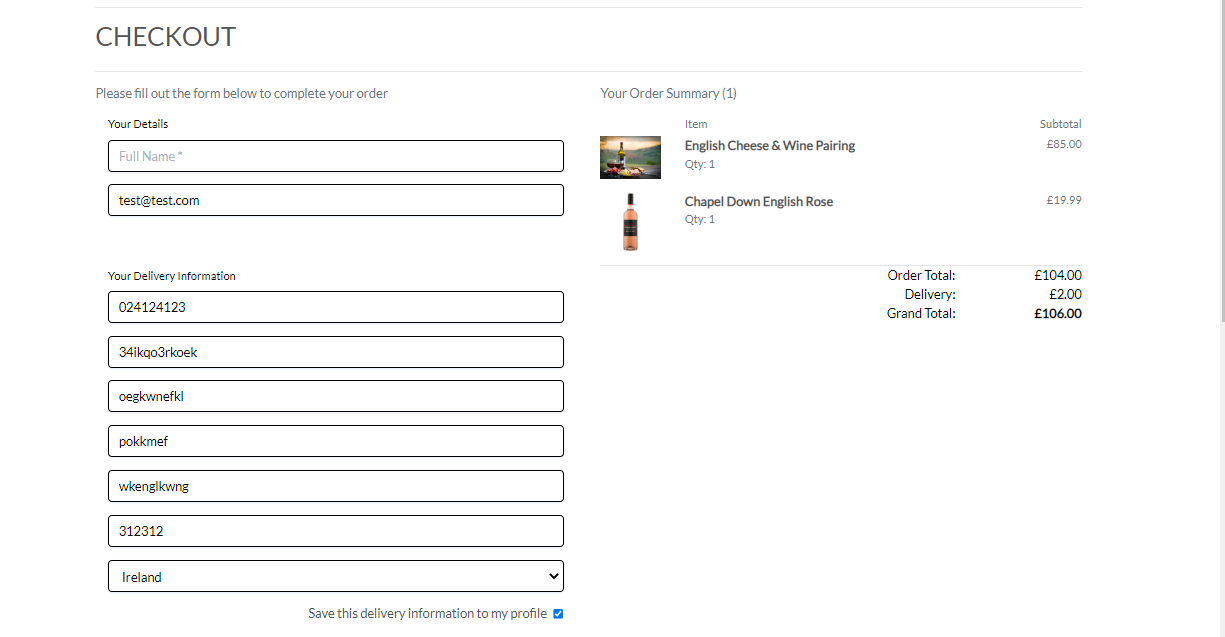 CHECKOUT
Please fill out the form below to complete your order
Your Details
Full Name *
test@test.com
Your Delivery Information
024124123
34ikqo3rkoek
oegkwnefkl
pokkmef
wkenglkwng
312312
Ireland
Save this delivery information to my profile
Your Order Summary (1)
Item Subtotal
English Cheese & Wine Pairing £85.00
Qty: 1
Chapel Down English Rose £19.99
Qty: 1
Order Total: £104.00
Delivery: £2.00
Grand Total: £106.00